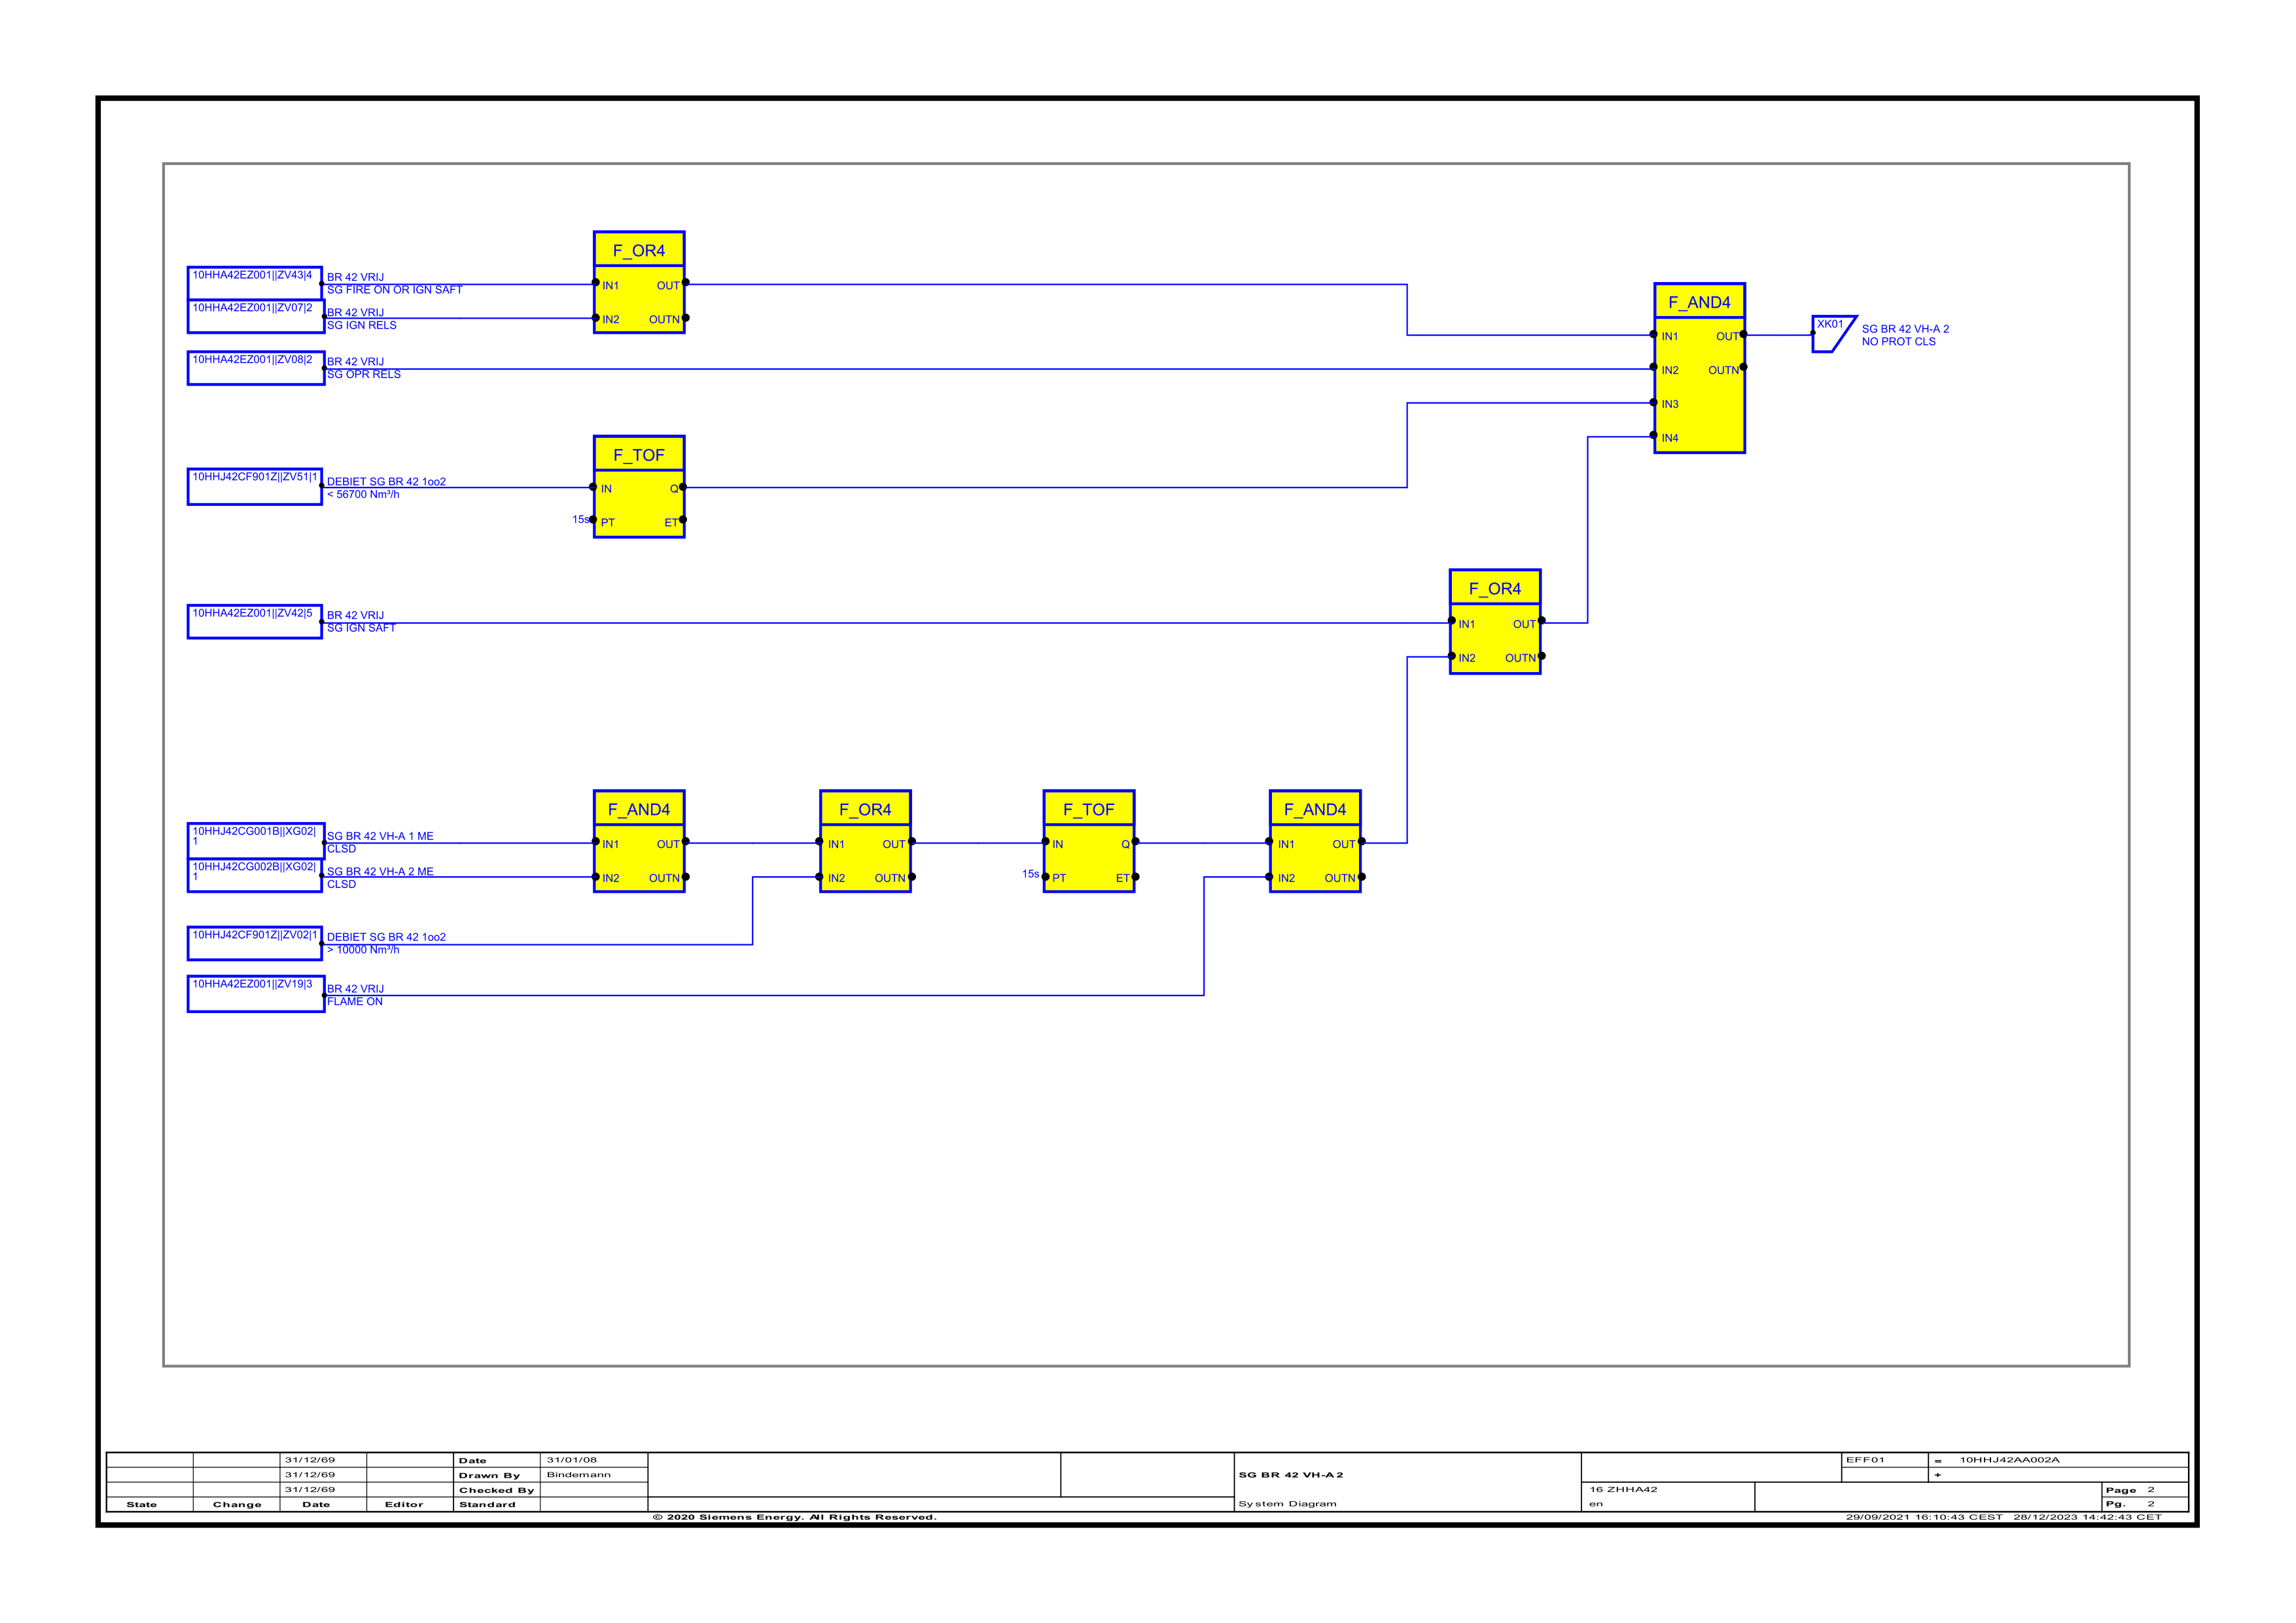 F_OR4
10HHA42EZ001||ZV43|4
BR 42 VRIJ
SG FIRE ON OR IGN SAFT
IN1
OUT
10HHA42EZ001||ZV07|2
BR 42 VRIJ
SG IGN RELS
IN2
OUTN
F_AND4
IN1
OUT
XK01
SG BR 42 VH-A 2
NO PROT CLS
10HHA42EZ001||ZV08|2
BR 42 VRIJ
SG OPR RELS
IN2
OUTN
IN3
IN4
F_TOF
10HHJ42CF901Z||ZV51|1
DEBIET SG BR 42 1oo2
< 56700 Nm³/h
IN
Q
15s
PT
ET
F_OR4
10HHA42EZ001||ZV42|5
BR 42 VRIJ
SG IGN SAFT
IN1
OUT
IN2
OUTN
F_AND4
F_OR4
F_TOF
F_AND4
10HHJ42CG001B||XG02|
1
SG BR 42 VH-A 1 ME
CLSD
IN1
OUT
IN1
OUT
IN
Q
IN1
OUT
10HHJ42CG002B||XG02|
1
SG BR 42 VH-A 2 ME
CLSD
IN2
OUTN
IN2
OUTN
15s
PT
ET
IN2
OUTN
10HHJ42CF901Z||ZV02|1
DEBIET SG BR 42 1oo2
> 10000 Nm³/h
10HHA42EZ001||ZV19|3
BR 42 VRIJ
FLAME ON
31/12/69
Date
31/01/08
EFF01
= 10HHJ42AA002A
31/12/69
Drawn By
Bindemann
SG BR 42 VH-A 2
+
31/12/69
Checked By
16 ZHHA42
Page 2
State
Change
Date
Editor
Standard
System Diagram
en
Pg. 2
© 2020 Siemens Energy. All Rights Reserved.
29/09/2021 16:10:43 CEST 28/12/2023 14:42:43 CET